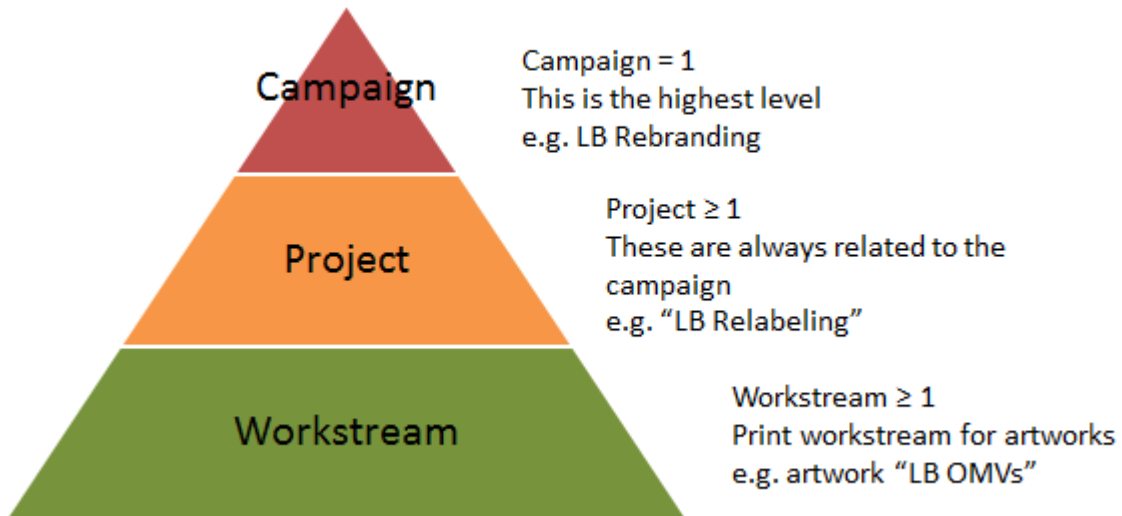 Campaign
Campaign = 1
This is the highest level
e.g. LB Rebranding
Project
Project ≥ 1
These are always related to the
campaign
e.g. “LB Relabeling”
Workstream
Workstream ≥ 1
Print workstream for artworks
e.g. artwork “LB OMVs”